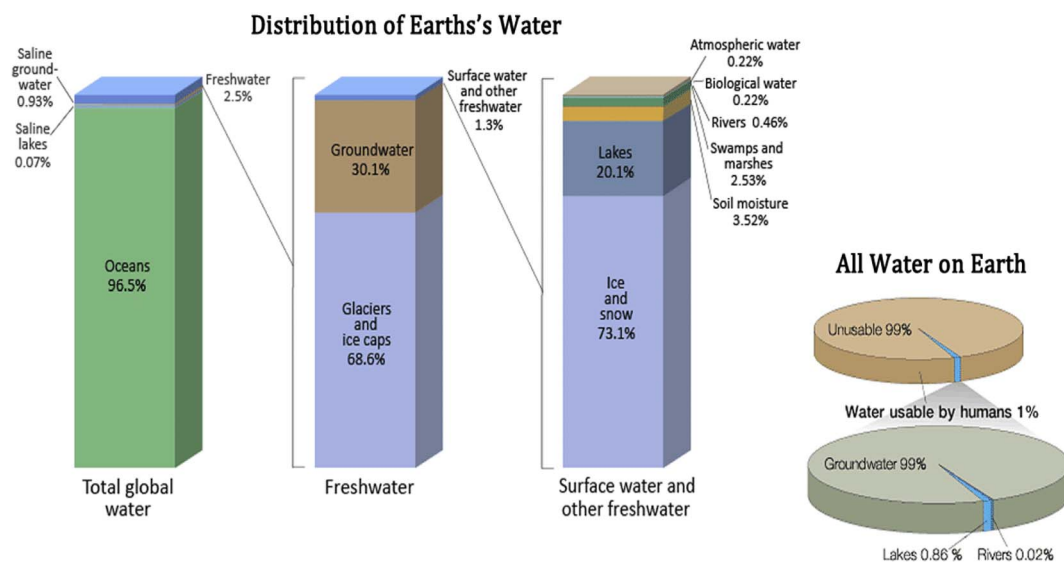 Distribution of Earths's Water
Saline
ground-
water
0.93%
Saline
lakes
0.07%
Freshwater
2.5%
Oceans
96.5%
Total global
water
Surface water
and other
freshwater
1.3%
Groundwater
30.1%
Glaciers
and
ice caps
68.6%
Freshwater
Atmospheric water
0.22%
Biological water
0.22%
Rivers 0.46%
Swamps and
marshes
2.53%
Soil moisture
3.52%
Lakes
20.1%
Ice
and
snow
73.1%
Surface water and
other freshwater
All Water on Earth
Unusable 99%
Water usable by humans 1%
Groundwater 99%
Lakes 0.86 %
Rivers 0.02%